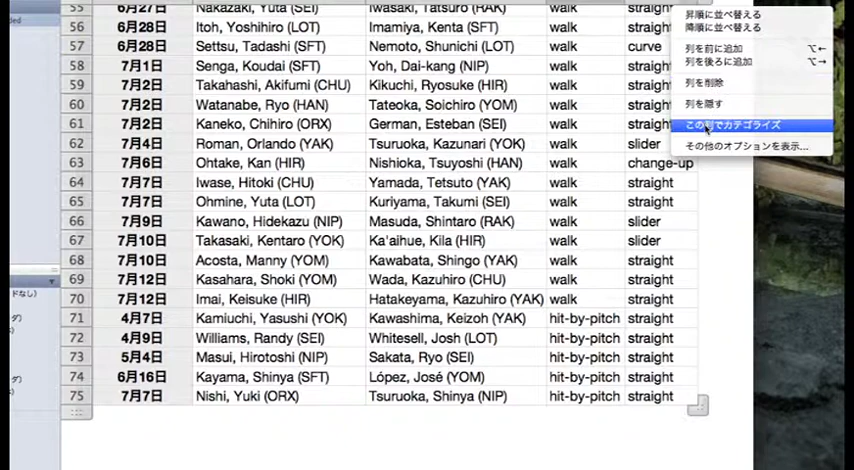 55 6月27日 Nakazaki, Yuta (SEI) Iwasaki, Tatsuro (RAK) walk straight
56 6月28日 Itoh, Yoshihiro (LOT) Imamiya, Kenta (SFT) walk straight
57 6月28日 Settsu, Tadashi (SFT) Nemoto, Shunichi (LOT) walk curve
58 7月1日 Senga, Koudai (SFT) Yoh, Dai-kang (NIP) walk straight
59 7月2日 Takahashi, Akifumi (CHU) Kikuchi, Ryosuke (HIR) walk straight
60 7月2日 Watanabe, Ryo (HAN) Tateoka, Soichiro (YOM) walk straight
61 7月2日 Kaneko, Chihiro (ORX) German, Esteban (SEI) walk straight
62 7月4日 Roman, Orlando (YAK) Tsuruoka, Kazunari (YOK) walk slider
63 7月6日 Ohtake, Kan (HIR) Nishioka, Tsuyoshi (HAN) walk change-up
64 7月7日 Iwase, Hitoki (CHU) Yamada, Tetsuto (YAK) walk straight
65 7月7日 Ohmine, Yuta (LOT) Kuriyama, Takumi (SEI) walk straight
66 7月9日 Kawano, Hidekazu (NIP) Masuda, Shintaro (RAK) walk slider
67 7月10日 Takasaki, Kentaro (YOK) Ka'aihue, Kila (HIR) walk slider
68 7月10日 Acosta, Manny (YOM) Kawabata, Shingo (YAK) walk straight
69 7月12日 Kasahara, Shoki (YOM) Wada, Kazuhiro (CHU) walk straight
70 7月12日 Imai, Keisuke (HIR) Hatakeyama, Kazuhiro (YAK) walk straight
71 4月7日 Kamiuchi, Yasushi (YOK) Kawashima, Keizoh (YAK) hit-by-pitch straight
72 4月9日 Williams, Randy (SEI) Whitesell, Josh (LOT) hit-by-pitch straight
73 5月4日 Masui, Hirotoshi (NIP) Sakata, Ryo (SEI) hit-by-pitch straight
74 6月16日 Kayama, Shinya (SFT) López, José (YOM) hit-by-pitch straight
75 7月7日 Nishi, Yuki (ORX) Tsuruoka, Shinya (NIP) hit-by-pitch straight
昇順に並べ替える
降順に並べ替える
列を前に追加 ⌥←
列を後ろに追加 ⌥→
列を削除
列を隠す
この列でカテゴライズ
その他のオプションを表示...